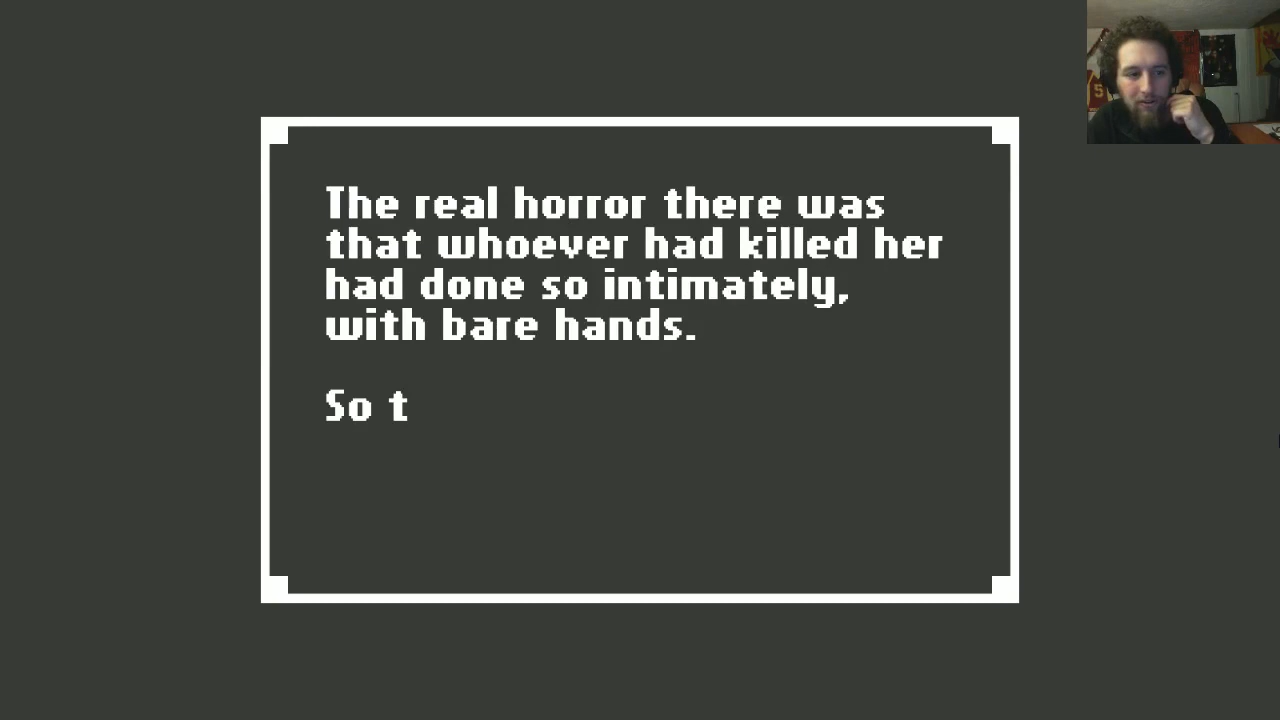 The real horror there was
that whoever had killed her
had done so intimately,
with bare hands.
So t